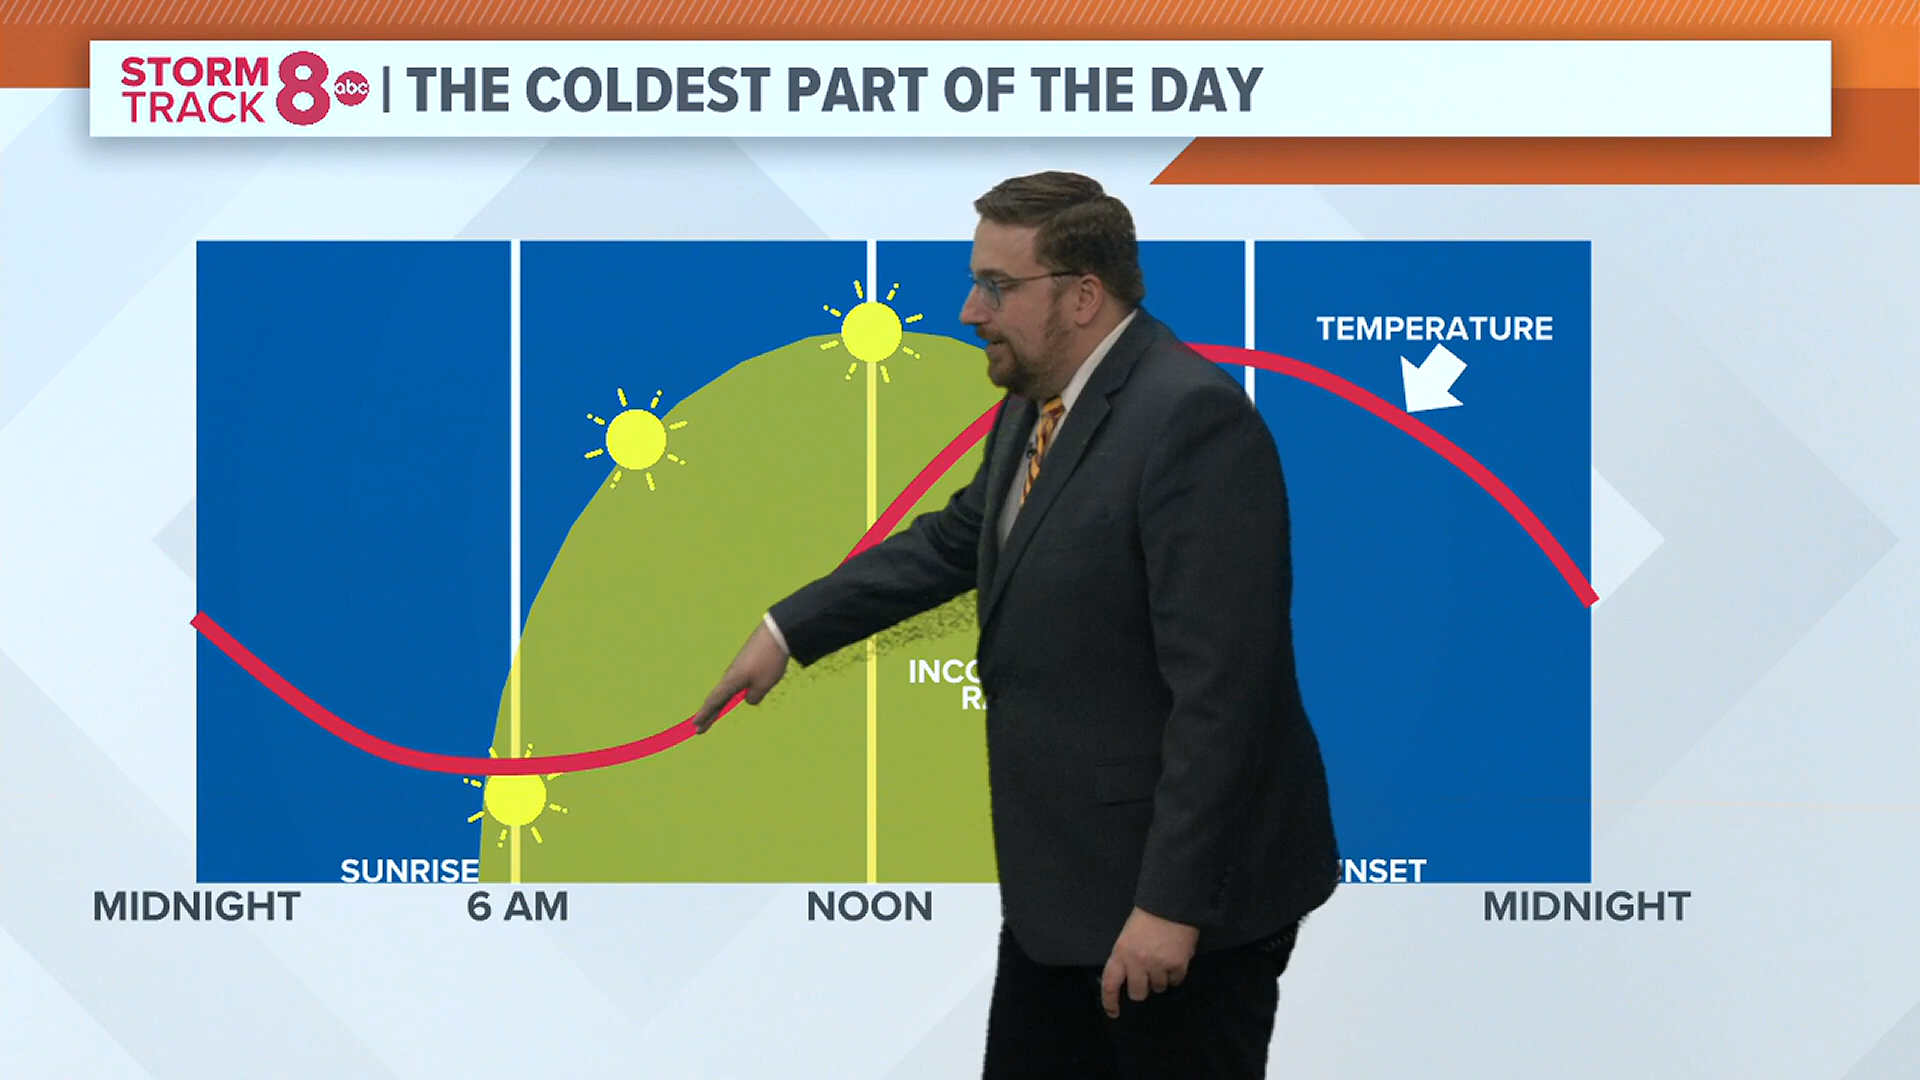 STORM
TRACK 8 abc | THE COLDEST PART OF THE DAY
TEMPERATURE
SUNRISE
MIDNIGHT 6 AM NOON MIDNIGHT